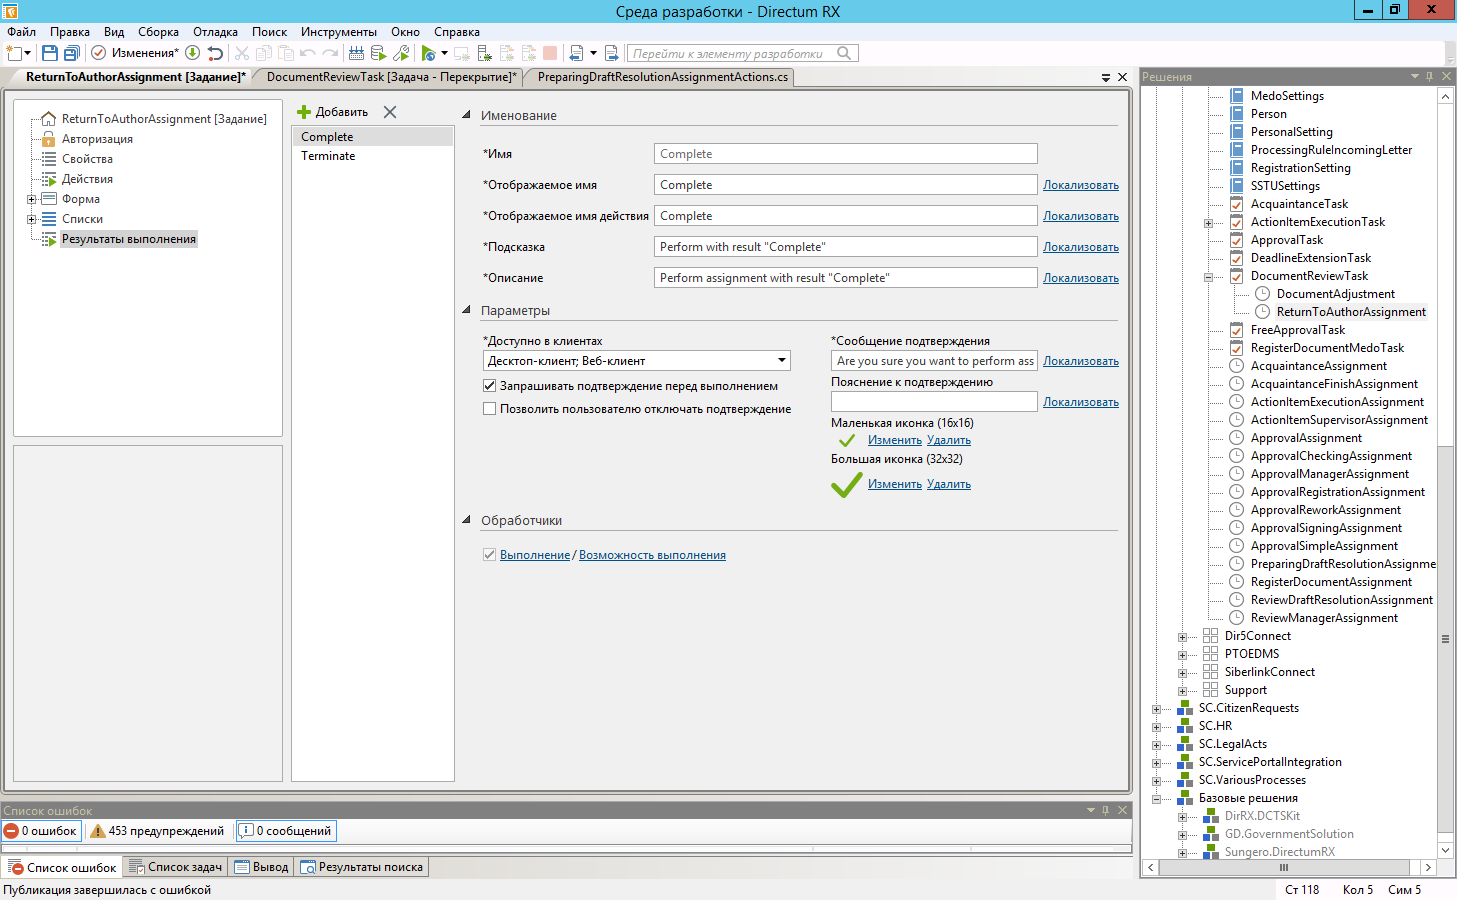 Среда разработки - Directum RX
Файл Правка Вид Сборка Отладка Поиск Инструменты Окно Справка
Изменения* Перейти к элементу разработки
ReturnToAuthorAssignment [Задание]* DocumentReviewTask [Задача - Перекрытие]* PreparingDraftResolutionAssignmentActions.cs
ReturnToAuthorAssignment [Задание]
Авторизация
Свойства
Действия
Форма
Списки
Результаты выполнения
Добавить
Complete
Terminate
Именование
*Имя Complete
*Отображаемое имя Complete Локализовать
*Отображаемое имя действия Complete Локализовать
*Подсказка Perform with result "Complete" Локализовать
*Описание Perform assignment with result "Complete" Локализовать
Параметры
*Доступно в клиентах
Десктоп-клиент; Веб-клиент
Запрашивать подтверждение перед выполнением
Позволить пользователю отключать подтверждение
*Сообщение подтверждения
Are you sure you want to perform ass Локализовать
Пояснение к подтверждению
Локализовать
Маленькая иконка (16x16)
Изменить Удалить
Большая иконка (32x32)
Изменить Удалить
Обработчики
Выполнение / Возможность выполнения
Решения
MedoSettings
Person
PersonalSetting
ProcessingRuleIncomingLetter
RegistrationSetting
SSTUSettings
AcquaintanceTask
ActionItemExecutionTask
ApprovalTask
DeadlineExtensionTask
DocumentReviewTask
DocumentAdjustment
ReturnToAuthorAssignment
FreeApprovalTask
RegisterDocumentMedoTask
AcquaintanceAssignment
AcquaintanceFinishAssignment
ActionItemExecutionAssignment
ActionItemSupervisorAssignment
ApprovalAssignment
ApprovalCheckingAssignment
ApprovalManagerAssignment
ApprovalRegistrationAssignment
ApprovalReworkAssignment
ApprovalSigningAssignment
ApprovalSimpleAssignment
PreparingDraftResolutionAssignme
RegisterDocumentAssignment
ReviewDraftResolutionAssignment
ReviewManagerAssignment
Dir5Connect
PTOEDMS
SiberlinkConnect
Support
SC.CitizenRequests
SC.HR
SC.LegalActs
SC.ServicePortalIntegration
SC.VariousProcesses
Базовые решения
DirRX.DCTSKit
GD.GovernmentSolution
Sungero.DirectumRX
Список ошибок
0 ошибок 453 предупреждений 0 сообщений
Список ошибок Список задач Вывод Результаты поиска
Публикация завершилась с ошибкой Ст 118 Кол 5 Сим 5